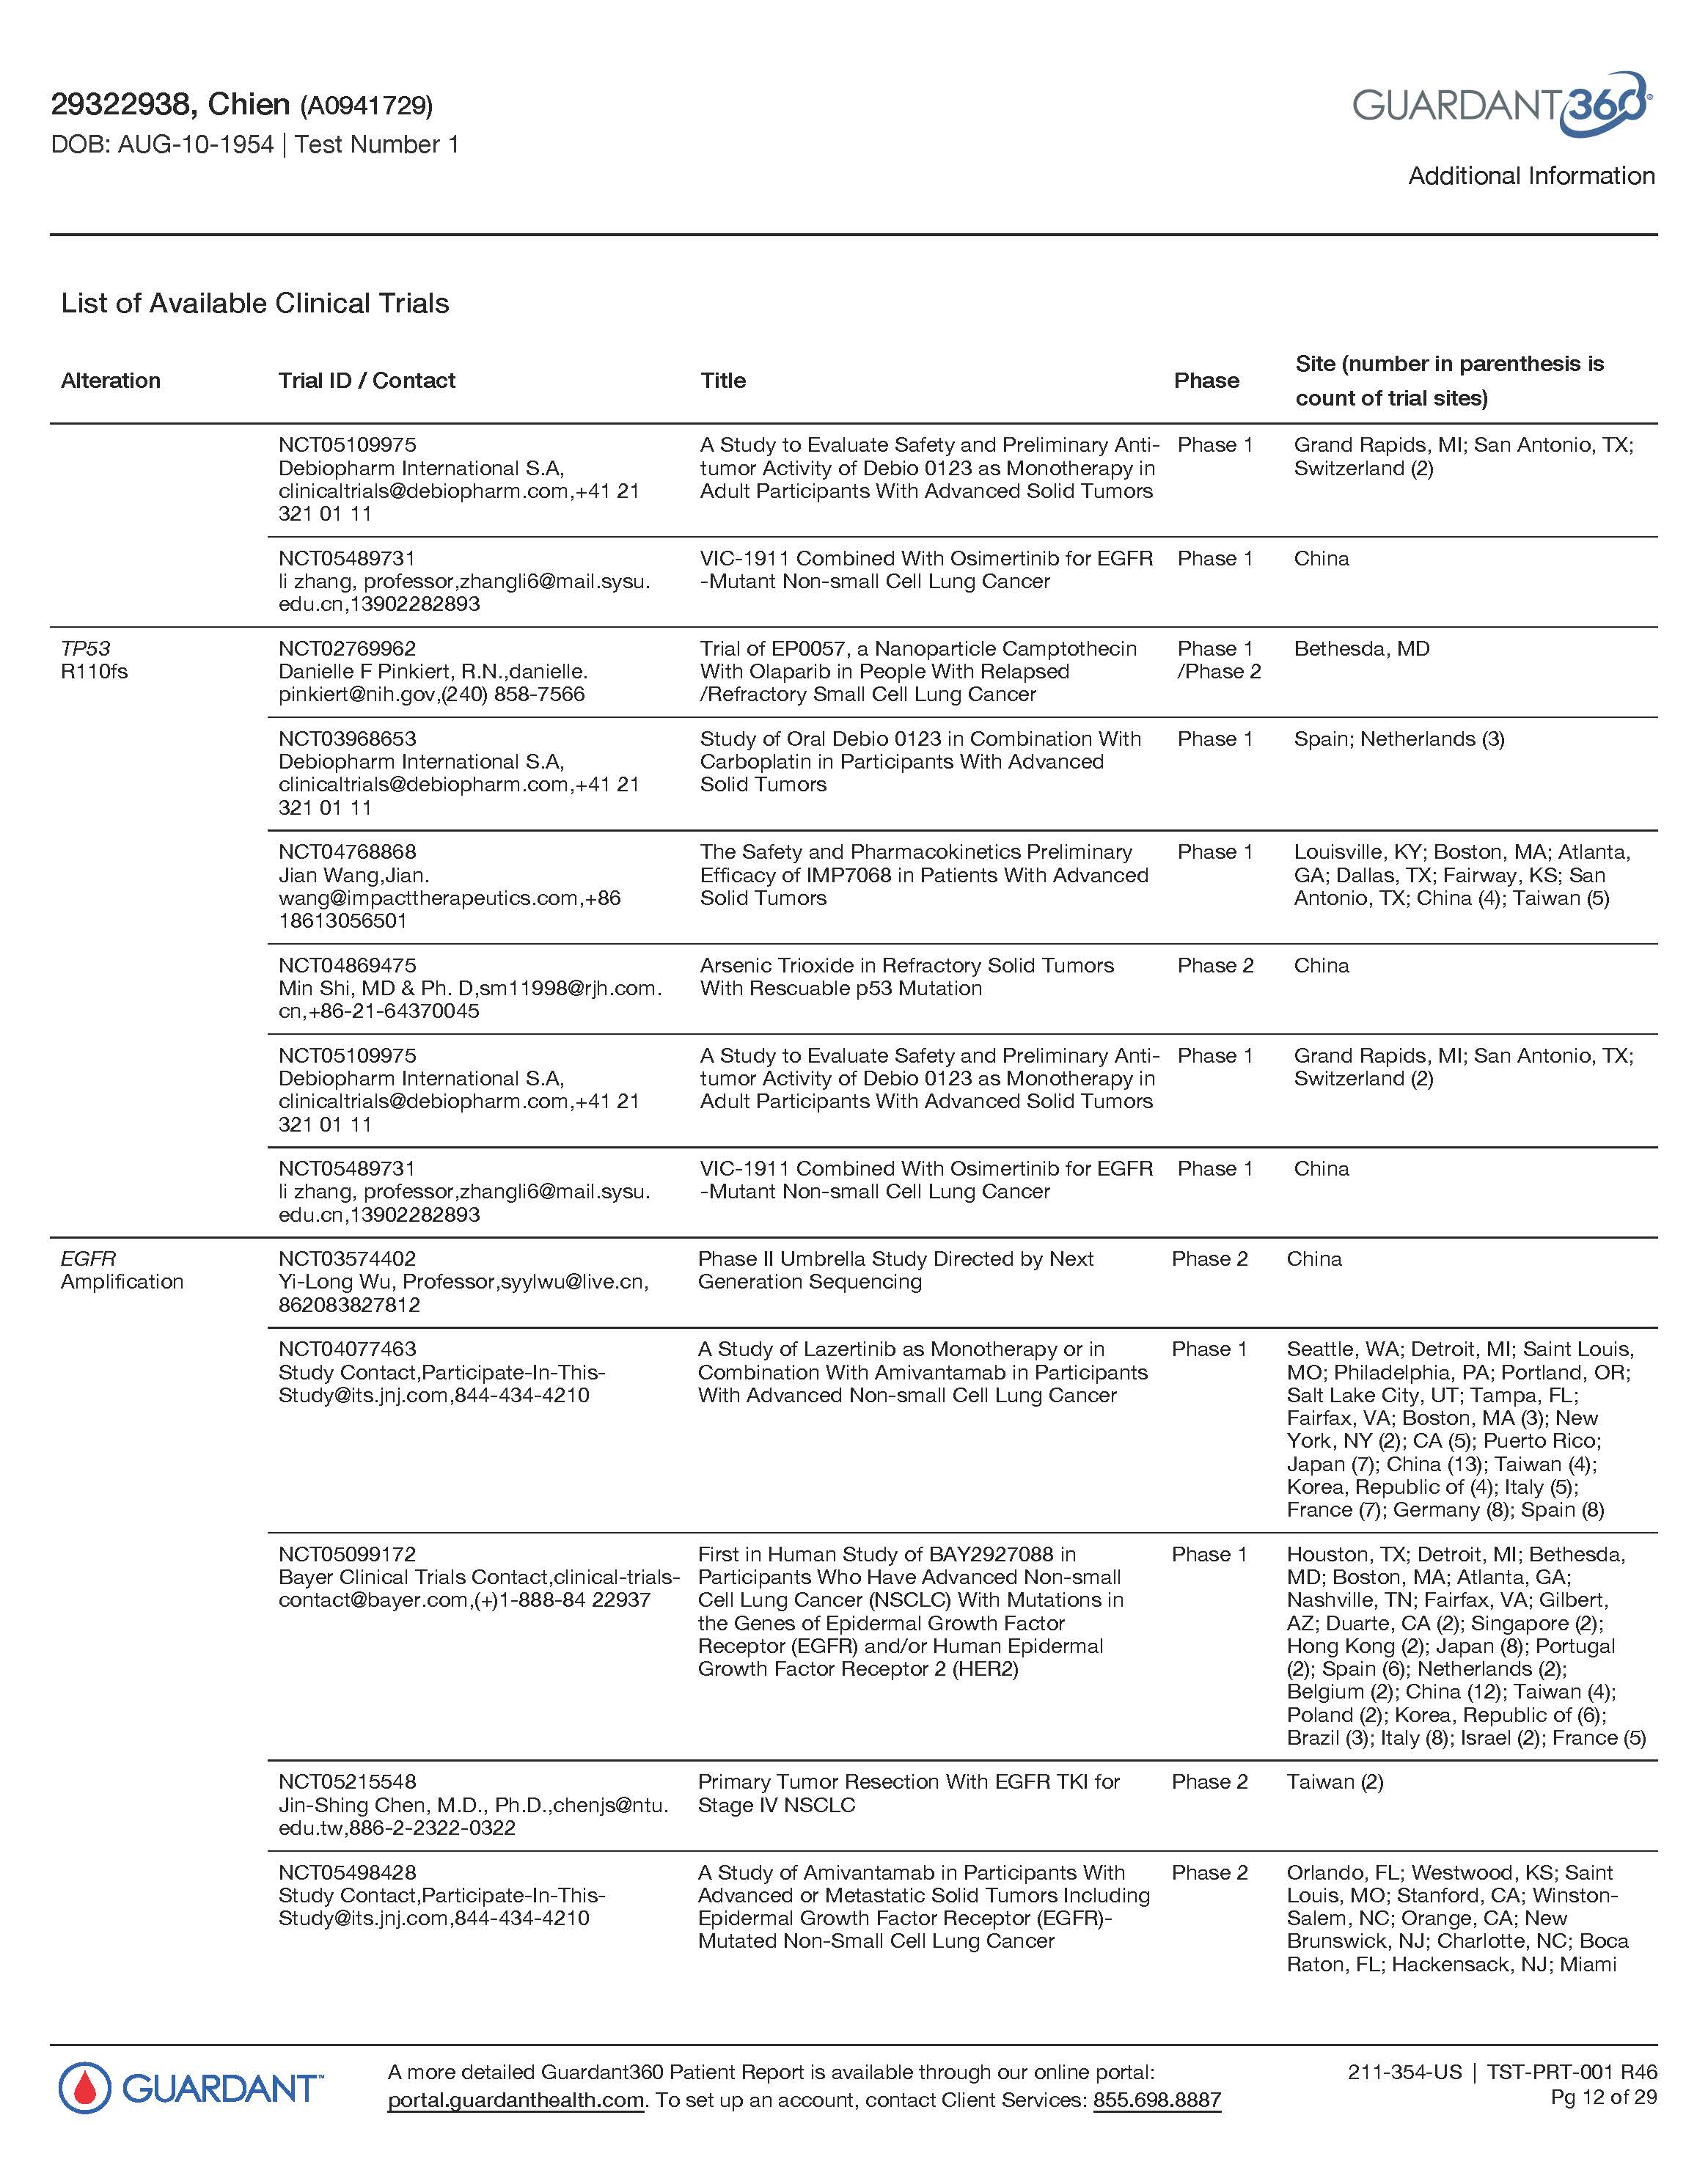 29322938, Chien (A0941729)
DOB: AUG-10-1954 | Test Number 1
GUARDANT360®
Additional Information
List of Available Clinical Trials
Alteration Trial ID / Contact Title Phase Site (number in parenthesis is
count of trial sites)
NCT05109975 A Study to Evaluate Safety and Preliminary Anti- Phase 1 Grand Rapids, MI; San Antonio, TX;
Debiopharm International S.A, tumor Activity of Debio 0123 as Monotherapy in Switzerland (2)
clinicaltrials@debiopharm.com,+41 21 Adult Participants With Advanced Solid Tumors
321 01 11
NCT05489731 VIC-1911 Combined With Osimertinib for EGFR Phase 1 China
li zhang, professor,zhangli6@mail.sysu. -Mutant Non-small Cell Lung Cancer
edu.cn,13902282893
TP53 NCT02769962 Trial of EP0057, a Nanoparticle Camptothecin Phase 1 Bethesda, MD
R110fs Danielle F Pinkiert, R.N.,danielle. With Olaparib in People With Relapsed /Phase 2
pinkiert@nih.gov,(240) 858-7566 /Refractory Small Cell Lung Cancer
NCT03968653 Study of Oral Debio 0123 in Combination With Phase 1 Spain; Netherlands (3)
Debiopharm International S.A, Carboplatin in Participants With Advanced
clinicaltrials@debiopharm.com,+41 21 Solid Tumors
321 01 11
NCT04768868 The Safety and Pharmacokinetics Preliminary Phase 1 Louisville, KY; Boston, MA; Atlanta,
Jian Wang,Jian. Efficacy of IMP7068 in Patients With Advanced GA; Dallas, TX; Fairway, KS; San
wang@impacttherapeutics.com,+86 Solid Tumors Antonio, TX; China (4); Taiwan (5)
18613056501
NCT04869475 Arsenic Trioxide in Refractory Solid Tumors Phase 2 China
Min Shi, MD & Ph. D,sm11998@rjh.com. With Rescuable p53 Mutation
cn,+86-21-64370045
NCT05109975 A Study to Evaluate Safety and Preliminary Anti- Phase 1 Grand Rapids, MI; San Antonio, TX;
Debiopharm International S.A, tumor Activity of Debio 0123 as Monotherapy in Switzerland (2)
clinicaltrials@debiopharm.com,+41 21 Adult Participants With Advanced Solid Tumors
321 01 11
NCT05489731 VIC-1911 Combined With Osimertinib for EGFR Phase 1 China
li zhang, professor,zhangli6@mail.sysu. -Mutant Non-small Cell Lung Cancer
edu.cn,13902282893
EGFR NCT03574402 Phase II Umbrella Study Directed by Next Phase 2 China
Amplification Yi-Long Wu, Professor,syylwu@live.cn, Generation Sequencing
862083827812
NCT04077463 A Study of Lazertinib as Monotherapy or in Phase 1 Seattle, WA; Detroit, MI; Saint Louis,
Study Contact,Participate-In-This- Combination With Amivantamab in Participants MO; Philadelphia, PA; Portland, OR;
Study@its.jnj.com,844-434-4210 With Advanced Non-small Cell Lung Cancer Salt Lake City, UT; Tampa, FL;
Fairfax, VA; Boston, MA (3); New
York, NY (2); CA (5); Puerto Rico;
Japan (7); China (13); Taiwan (4);
Korea, Republic of (4); Italy (5);
France (7); Germany (8); Spain (8)
NCT05099172 First in Human Study of BAY2927088 in Phase 1 Houston, TX; Detroit, MI; Bethesda,
Bayer Clinical Trials Contact,clinical-trials- Participants Who Have Advanced Non-small MD; Boston, MA; Atlanta, GA;
contact@bayer.com,(+)1-888-84 22937 Cell Lung Cancer (NSCLC) With Mutations in Nashville, TN; Fairfax, VA; Gilbert,
the Genes of Epidermal Growth Factor AZ; Duarte, CA (2); Singapore (2);
Receptor (EGFR) and/or Human Epidermal Hong Kong (2); Japan (8); Portugal
Growth Factor Receptor 2 (HER2) (2); Spain (6); Netherlands (2);
Belgium (2); China (12); Taiwan (4);
Poland (2); Korea, Republic of (6);
Brazil (3); Italy (8); Israel (2); France (5)
NCT05215548 Primary Tumor Resection With EGFR TKI for Phase 2 Taiwan (2)
Jin-Shing Chen, M.D., Ph.D.,chenjs@ntu. Stage IV NSCLC
edu.tw,886-2-2322-0322
NCT05498428 A Study of Amivantamab in Participants With Phase 2 Orlando, FL; Westwood, KS; Saint
Study Contact,Participate-In-This- Advanced or Metastatic Solid Tumors Including Louis, MO; Stanford, CA; Winston-
Study@its.jnj.com,844-434-4210 Epidermal Growth Factor Receptor (EGFR)- Salem, NC; Orange, CA; New
Mutated Non-Small Cell Lung Cancer Brunswick, NJ; Charlotte, NC; Boca
Raton, FL; Hackensack, NJ; Miami
GUARDANT™ A more detailed Guardant360 Patient Report is available through our online portal: 211-354-US | TST-PRT-001 R46
portal.guardanthealth.com. To set up an account, contact Client Services: 855.698.8887 Pg 12 of 29